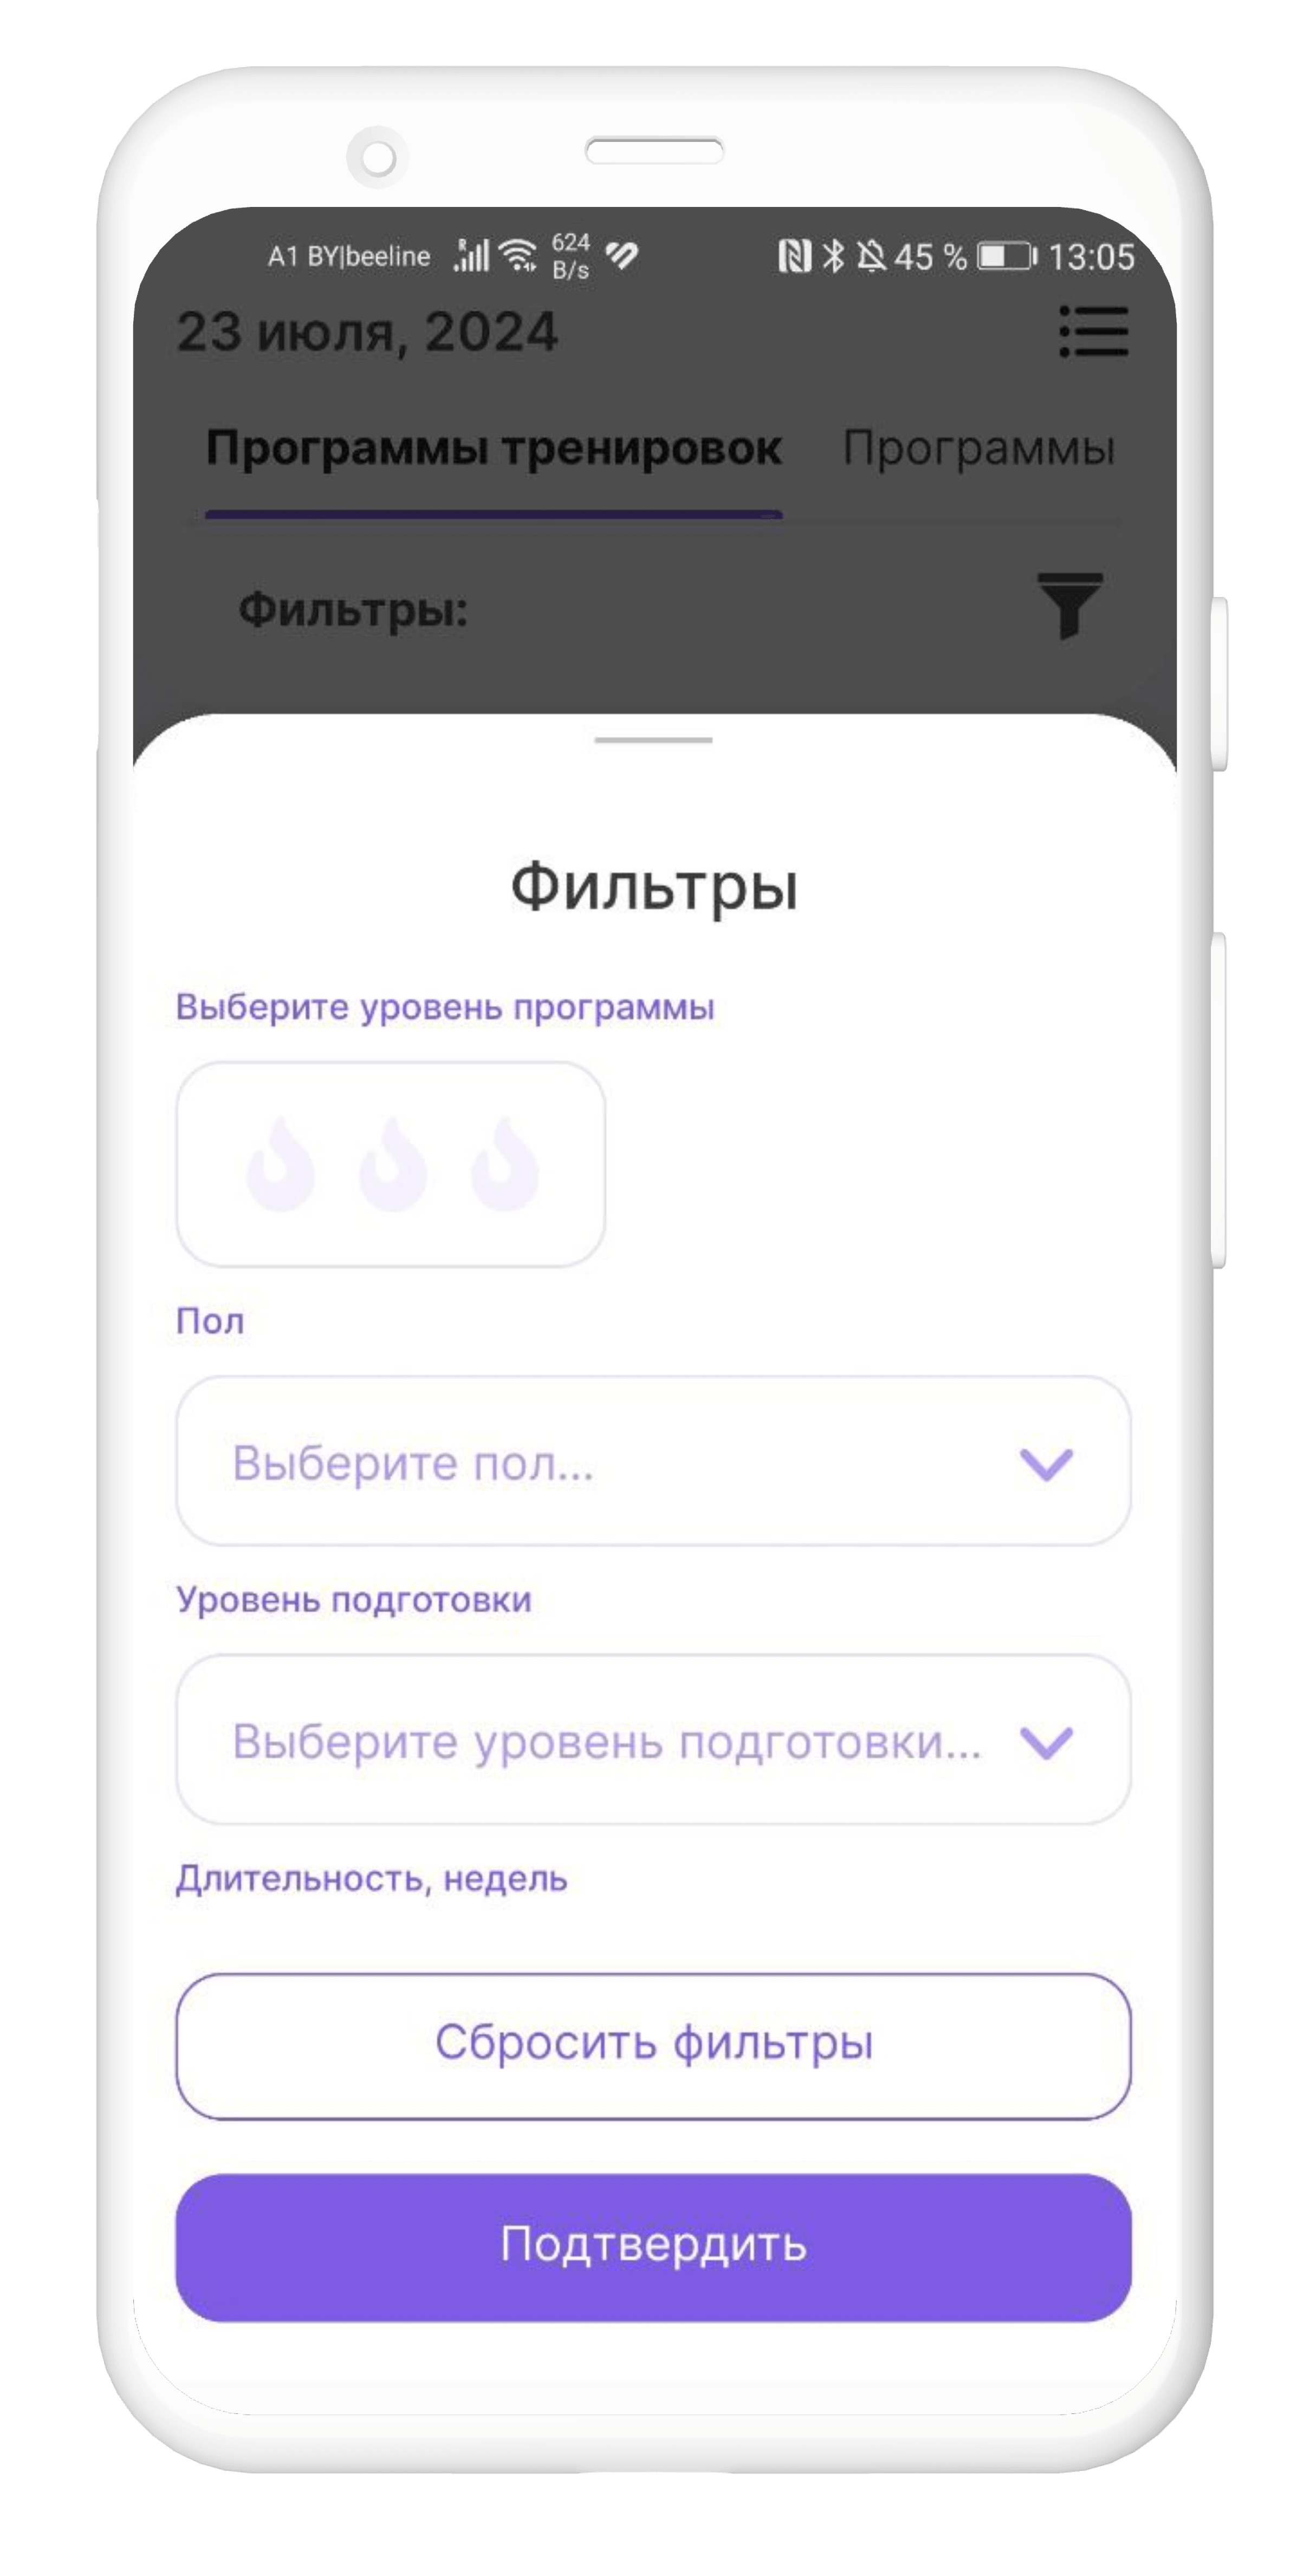 A1 BY|beeline R 624 B/s 45 % 13:05
23 июля, 2024
Программы тренировок Программы
Фильтры:
Фильтры
Выберите уровень программы
Пол
Выберите пол...
Уровень подготовки
Выберите уровень подготовки...
Длительность, недель
Сбросить фильтры
Подтвердить